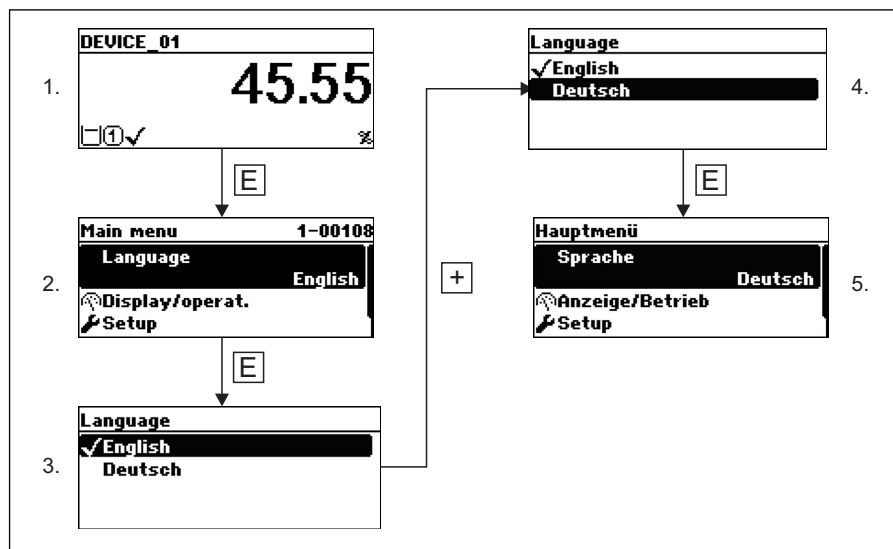 1.
DEVICE_01
45.55
1
%
E
2.
Main menu 1-00108
Language
English
Display/operat.
Setup
E
3.
Language
English
Deutsch
+
Language
English
Deutsch
4.
E
Hauptmenü
Sprache
Deutsch
Anzeige/Betrieb
Setup
5.